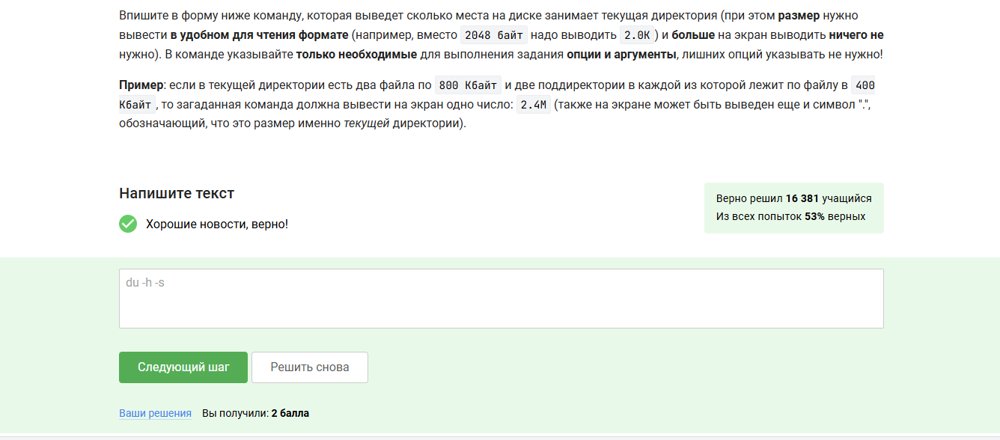 Впишите в форму ниже команду, которая выведет сколько места на диске занимает текущая директория (при этом размер нужно
вывести в удобном для чтения формате (например, вместо 2048 байт надо выводить 2.0K ) и больше на экран выводить ничего не
нужно). В команде указывайте только необходимые для выполнения задания опции и аргументы, лишних опций указывать не нужно!
Пример: если в текущей директории есть два файла по 800 Кбайт и две поддиректории в каждой из которой лежит по файлу в 400
Кбайт , то загаданная команда должна вывести на экран одно число: 2.4M (также на экране может быть выведен еще и символ ".",
обозначающий, что это размер именно текущей директории).
Напишите текст
Верно решил 16 381 учащийся
Из всех попыток 53% верных
Хорошие новости, верно!
du -h -s
Следующий шаг
Решить снова
Ваши решения Вы получили: 2 балла